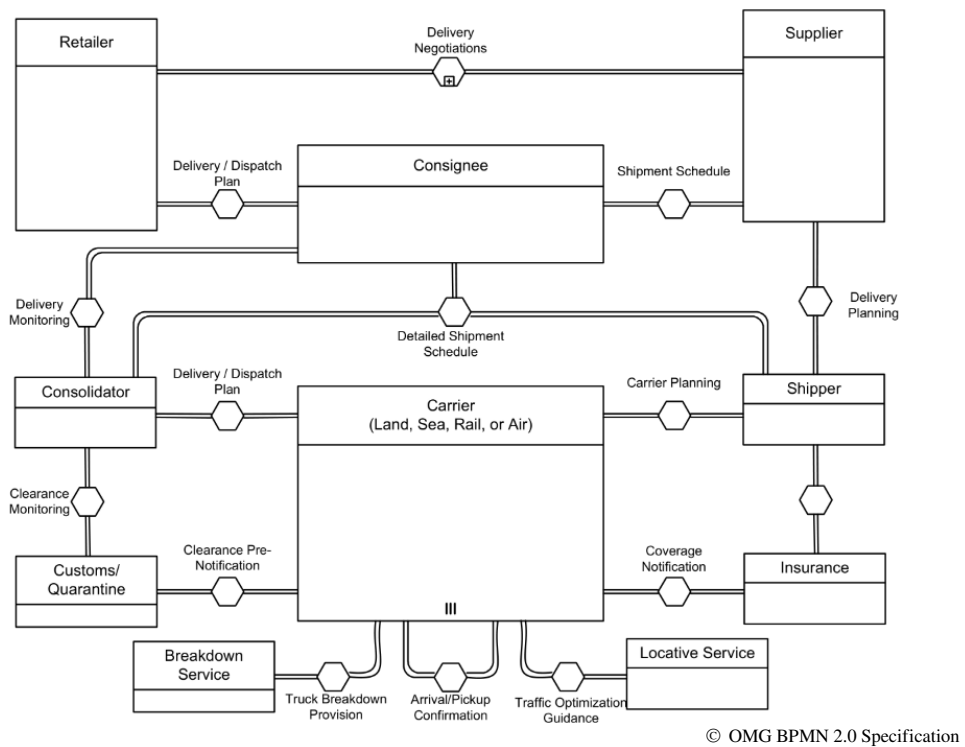 Retailer
Delivery
Negotiations
Supplier
Delivery / Dispatch
Plan
Consignee
Shipment Schedule
Delivery
Monitoring
Detailed Shipment
Schedule
Delivery
Planning
Consolidator
Delivery / Dispatch
Plan
Carrier
(Land, Sea, Rail, or Air)
Carrier Planning
Shipper
Clearance
Monitoring
Customs/
Quarantine
Clearance Pre-
Notification
Coverage
Notification
Insurance
Breakdown
Service
Truck Breakdown
Provision
Arrival/Pickup
Confirmation
Traffic Optimization
Guidance
Locative Service
© OMG BPMN 2.0 Specification